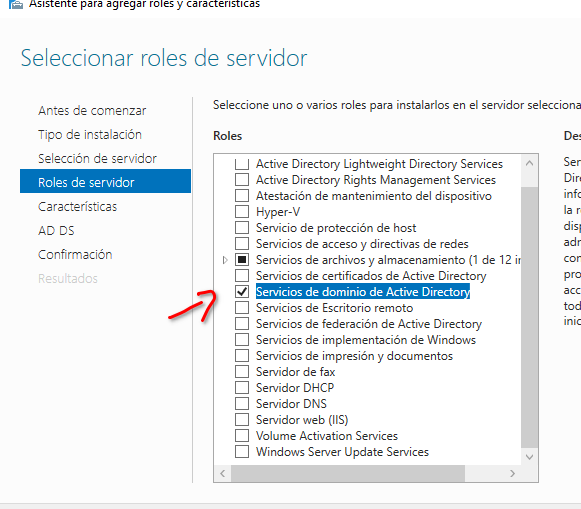 Asistente para agregar roles y características
Seleccionar roles de servidor
Antes de comenzar
Tipo de instalación
Selección de servidor
Roles de servidor
Características
AD DS
Confirmación
Resultados
Seleccione uno o varios roles para instalarlos en el servidor selecciona
Roles
Active Directory Lightweight Directory Services
Active Directory Rights Management Services
Atestación de mantenimiento del dispositivo
Hyper-V
Servicio de protección de host
Servicios de acceso y directivas de redes
Servicios de archivos y almacenamiento (1 de 12 in
Servicios de certificados de Active Directory
Servicios de dominio de Active Directory
Servicios de Escritorio remoto
Servicios de federación de Active Directory
Servicios de implementación de Windows
Servicios de impresión y documentos
Servidor de fax
Servidor DHCP
Servidor DNS
Servidor web (IIS)
Volume Activation Services
Windows Server Update Services
Des
Ser
Dire
info
la r
disp
adr
con
pro
acc
tod
inic